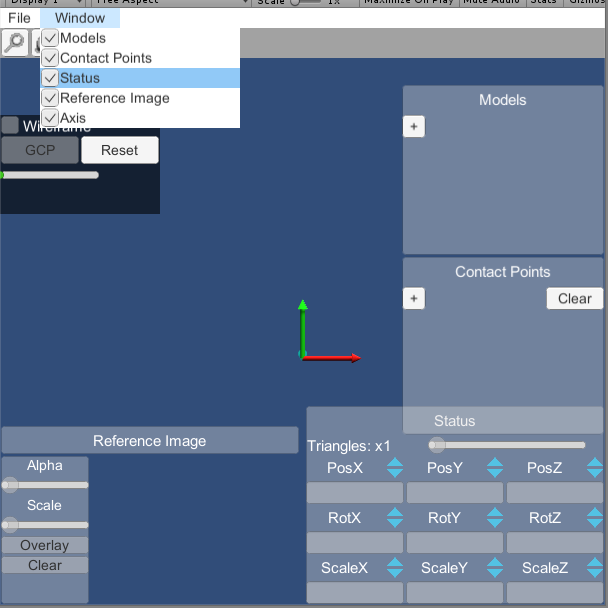 Display 1 Free Aspect Scale 1x Maximize On Play Mute Audio Stats Gizmos
File Window
Models
Contact Points
Status
Reference Image
Axis
Wireframe
GCP Reset
Models
+
Contact Points
+ Clear
Status
Triangles: x1
PosX PosY PosZ
RotX RotY RotZ
ScaleX ScaleY ScaleZ
Reference Image
Alpha
Scale
Overlay
Clear